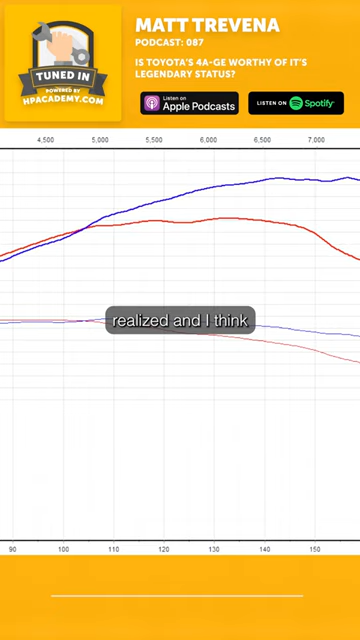 MATT TREVENA
PODCAST: 087
IS TOYOTA'S 4A-GE WORTHY OF IT'S
LEGENDARY STATUS?
TUNED IN
POWERED BY
HPACADEMY.COM
Listen on
Apple Podcasts
LISTEN ON
Spotify
4,500 5,000 5,500 6,000 6,500 7,000
realized and I think
90 100 110 120 130 140 150